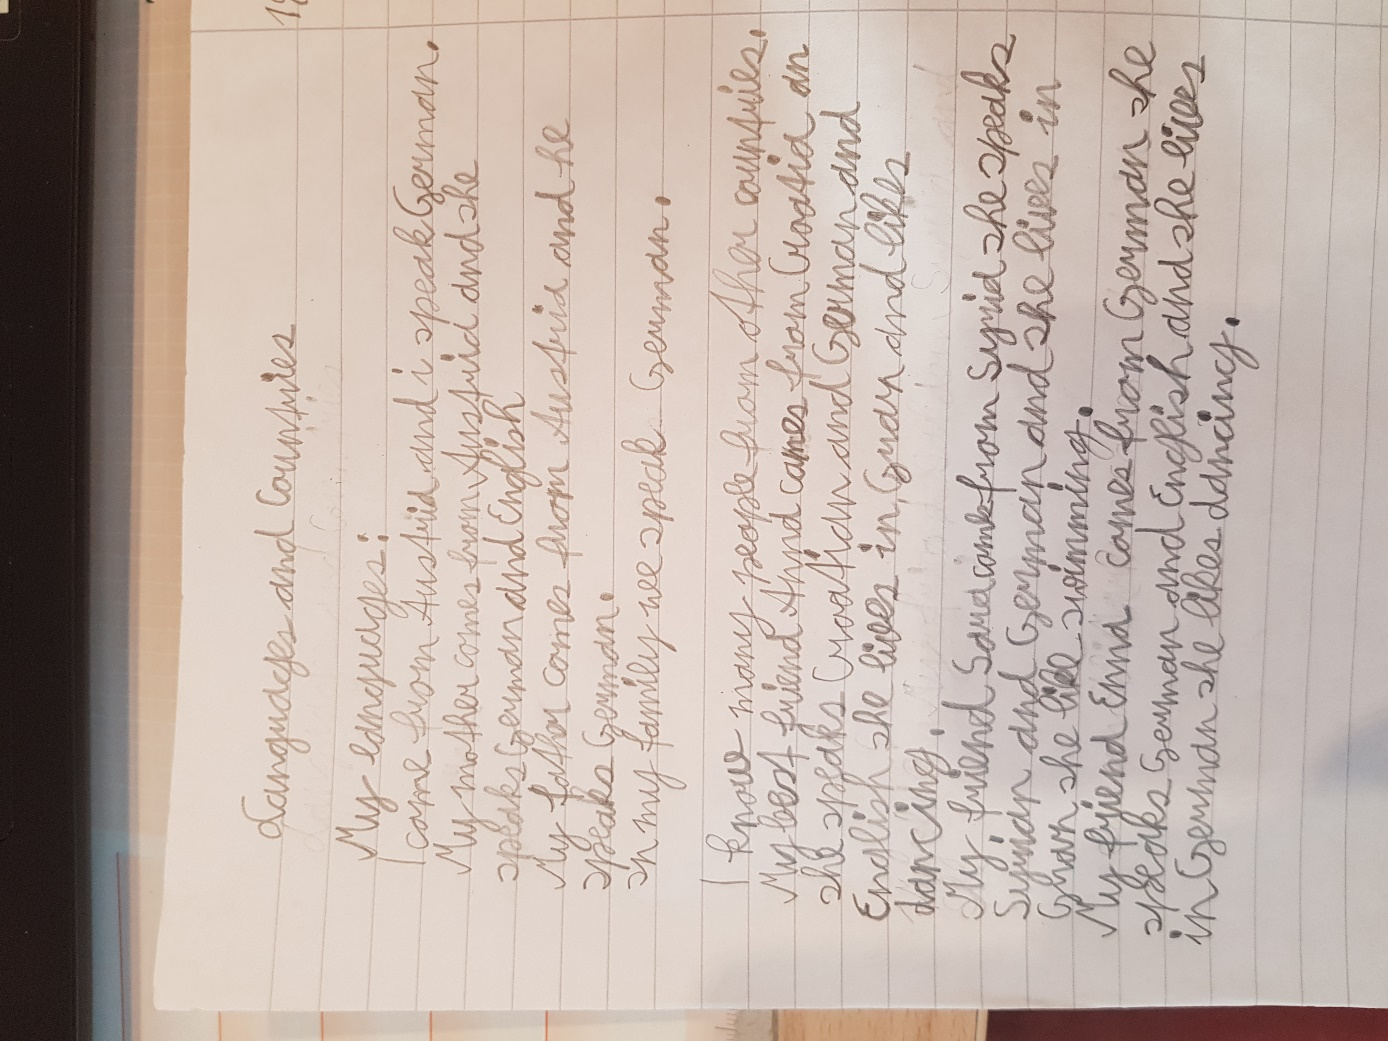 Languages and Countries
My languages:
I come from Austria and i speak German.
My mother comes from Austria and she
speaks German and English
My father comes from Austria and he
speaks German.
In my family wee speak German.
I know many people from other countries.
My best friend Anna comes from Croatia an
she speaks Croatian and German and
English she lives in and likes
dancing.
My friend Sara come from Syria she speaks
Syrian and German and she lives in
she like swimming.
My friend Emna comes from German she
speaks German and English and she lives
in German she likes dancing.